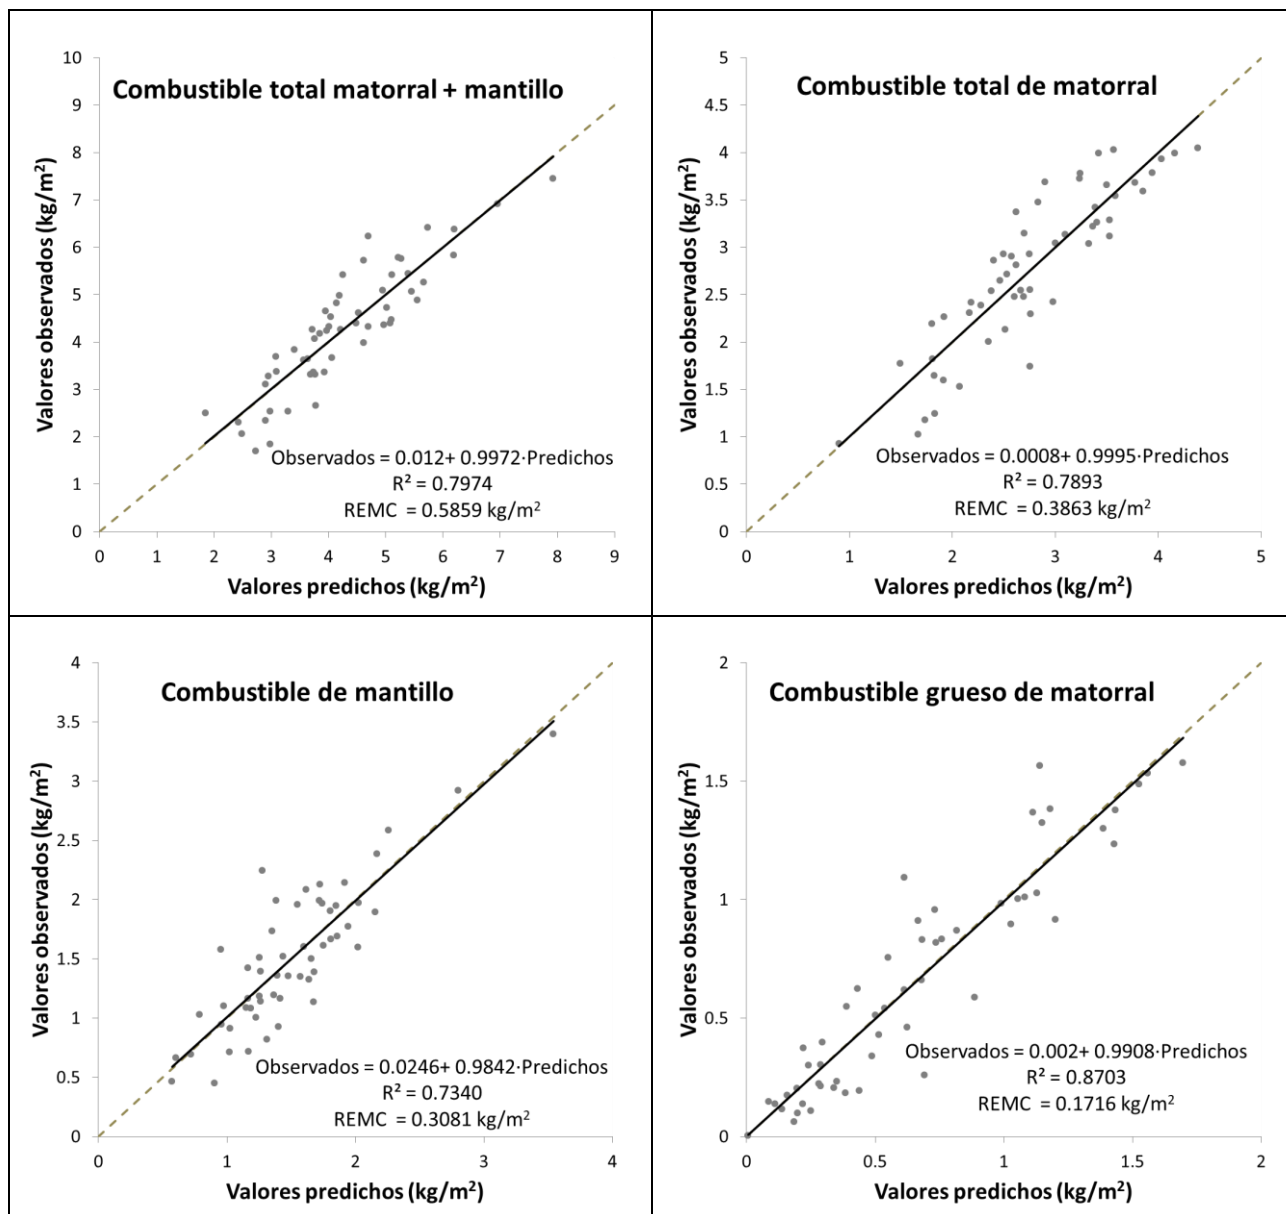 Combustible total matorral + mantillo
Valores observados (kg/m²)
10
9
8
7
6
5
4
3
2
1
0
Observados = 0.012+ 0.9972·Predichos
R² = 0.7974
REMC = 0.5859 kg/m²
0 1 2 3 4 5 6 7 8 9
Valores predichos (kg/m²)
Combustible total de matorral
Valores observados (kg/m²)
5
4.5
4
3.5
3
2.5
2
1.5
1
0.5
0
Observados = 0.0008+ 0.9995·Predichos
R² = 0.7893
REMC = 0.3863 kg/m²
0 1 2 3 4 5
Valores predichos (kg/m²)
Combustible de mantillo
Valores observados (kg/m²)
4
3.5
3
2.5
2
1.5
1
0.5
0
Observados = 0.0246+ 0.9842·Predichos
R² = 0.7340
REMC = 0.3081 kg/m²
0 1 2 3 4
Valores predichos (kg/m²)
Combustible grueso de matorral
Valores observados (kg/m²)
2
1.5
1
0.5
0
Observados = 0.002+ 0.9908·Predichos
R² = 0.8703
REMC = 0.1716 kg/m²
0 0.5 1 1.5 2
Valores predichos (kg/m²)